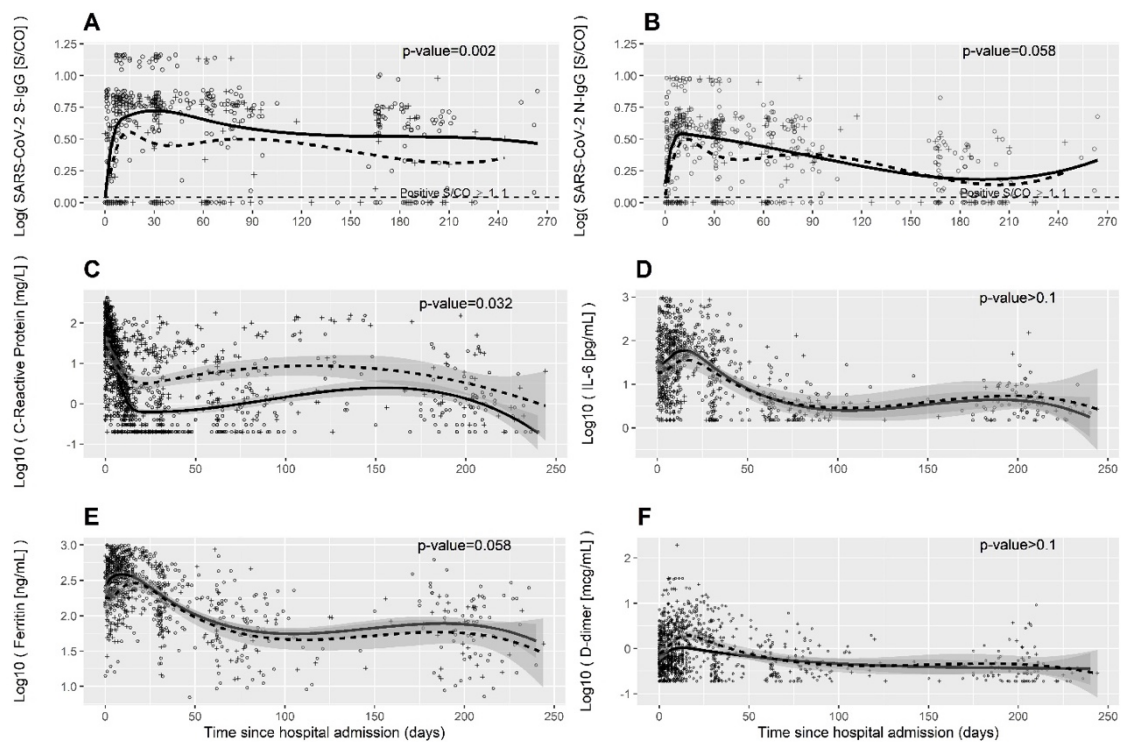 A
p-value=0.002
Log( SARS-CoV-2 S-IgG [S/CO] )
1.25
1.00
0.75
0.50
0.25
0.00
Positive S/CO > 1.1
0 30 60 90 120 150 180 210 240 264
B
p-value=0.058
Log( SARS-CoV-2 N-IgG [S/CO] )
1.25
1.00
0.75
0.50
0.25
0.00
Positive S/CO > 1.1
0 30 60 90 120 150 180 210 240 264
C
p-value=0.032
Log10 ( C-Reactive Protein [mg/L] )
2
1
0
-1
0 50 100 150 200 250
D
p-value>0.1
Log10 ( IL-6 [pg/mL] )
3
2
1
0
0 50 100 150 200 250
E
p-value=0.058
Log10 ( Ferritin [ng/mL] )
3.0
2.5
2.0
1.5
1.0
0 50 100 150 200 250
Time since hospital admission (days)
F
p-value>0.1
Log10 ( D-dimer [mcg/mL] )
2
1
0
-1
0 50 100 150 200 250
Time since hospital admission (days)